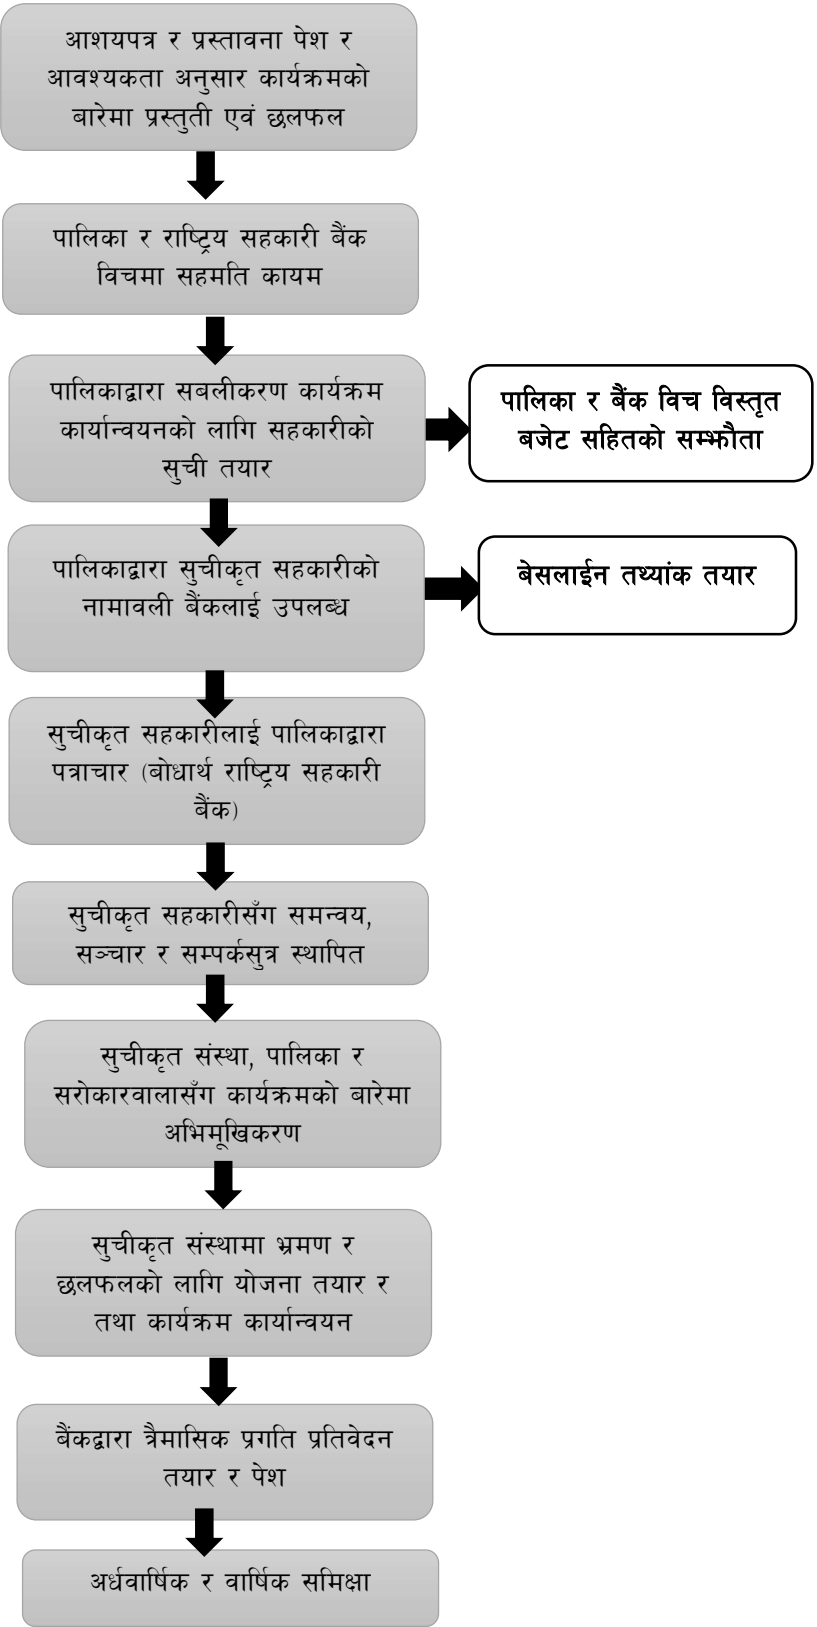 आशयपत्र र प्रस्तावना पेश र
आवश्यकता अनुसार कार्यक्रमको
बारेमा प्रस्तुती एवं छलफल
पालिका र राष्ट्रिय सहकारी बैंक
विचमा सहमति कायम
पालिकाद्वारा सबलीकरण कार्यक्रम
कार्यान्वयनको लागि सहकारीको
सुची तयार
पालिका र बैंक विच विस्तृत
बजेट सहितको सम्झौता
पालिकाद्वारा सुचीकृत सहकारीको
नामावली बैंकलाई उपलब्ध
बेसलाईन तथ्यांक तयार
सुचीकृत सहकारीलाई पालिकाद्वारा
पत्राचार (बोधार्थ राष्ट्रिय सहकारी
बैंक)
सुचीकृत सहकारीसँग समन्वय,
सञ्चार र सम्पर्कसुत्र स्थापित
सुचीकृत संस्था, पालिका र
सरोकारवालासँग कार्यक्रमको बारेमा
अभिमूखिकरण
सुचीकृत संस्थामा भ्रमण र
छलफलको लागि योजना तयार र
तथा कार्यक्रम कार्यान्वयन
बैंकद्वारा त्रैमासिक प्रगति प्रतिवेदन
तयार र पेश
अर्धवार्षिक र वार्षिक समिक्षा